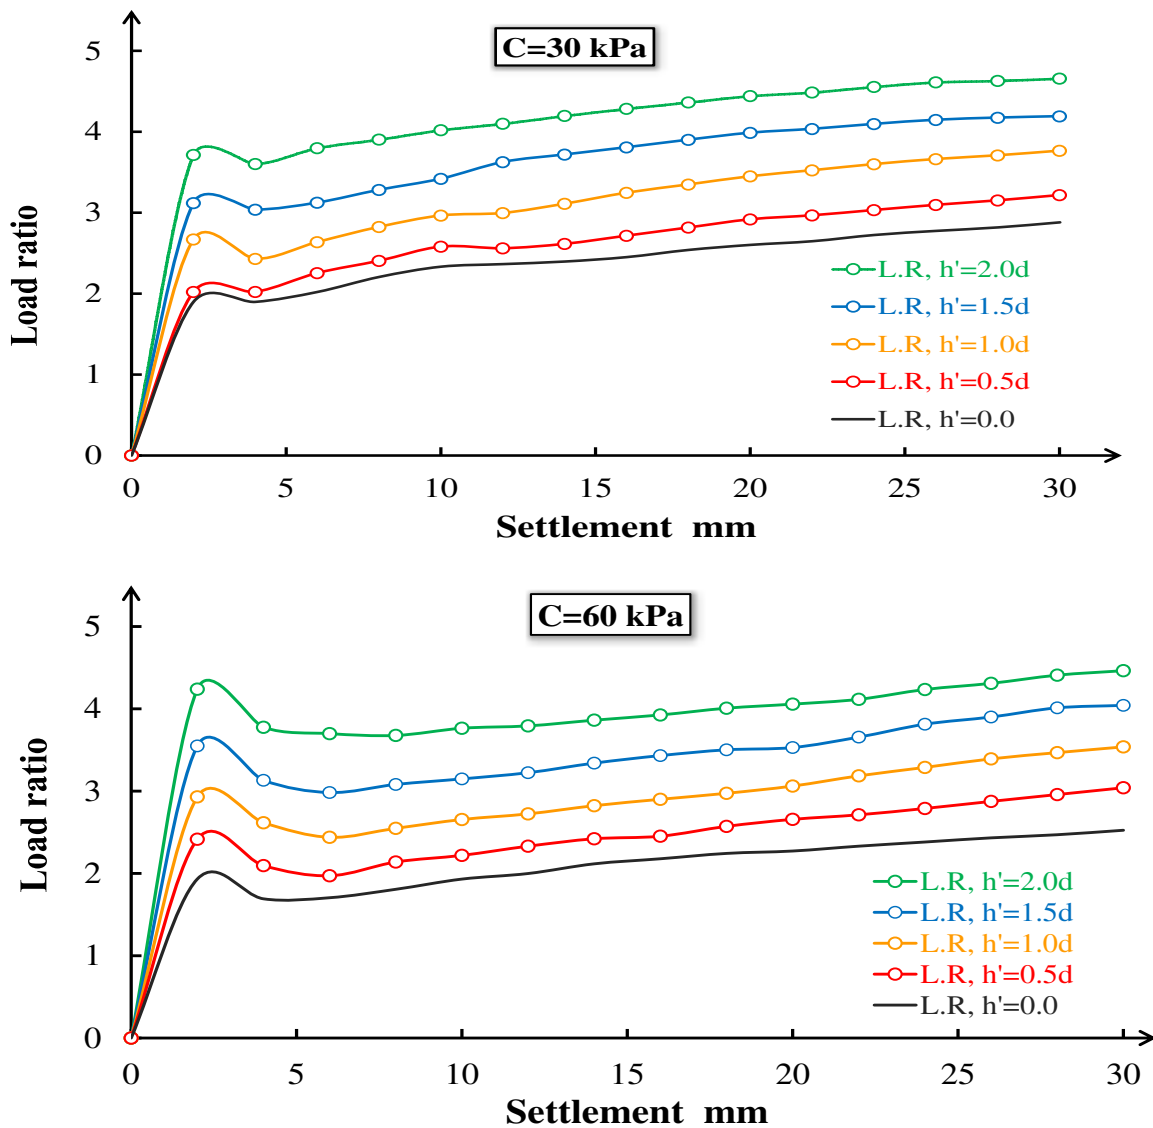 C=30 kPa
5
4
3
2
1
0
Load ratio
L.R, h'=2.0d
L.R, h'=1.5d
L.R, h'=1.0d
L.R, h'=0.5d
L.R, h'=0.0
0 5 10 15 20 25 30
Settlement mm
C=60 kPa
5
4
3
2
1
0
Load ratio
L.R, h'=2.0d
L.R, h'=1.5d
L.R, h'=1.0d
L.R, h'=0.5d
L.R, h'=0.0
0 5 10 15 20 25 30
Settlement mm